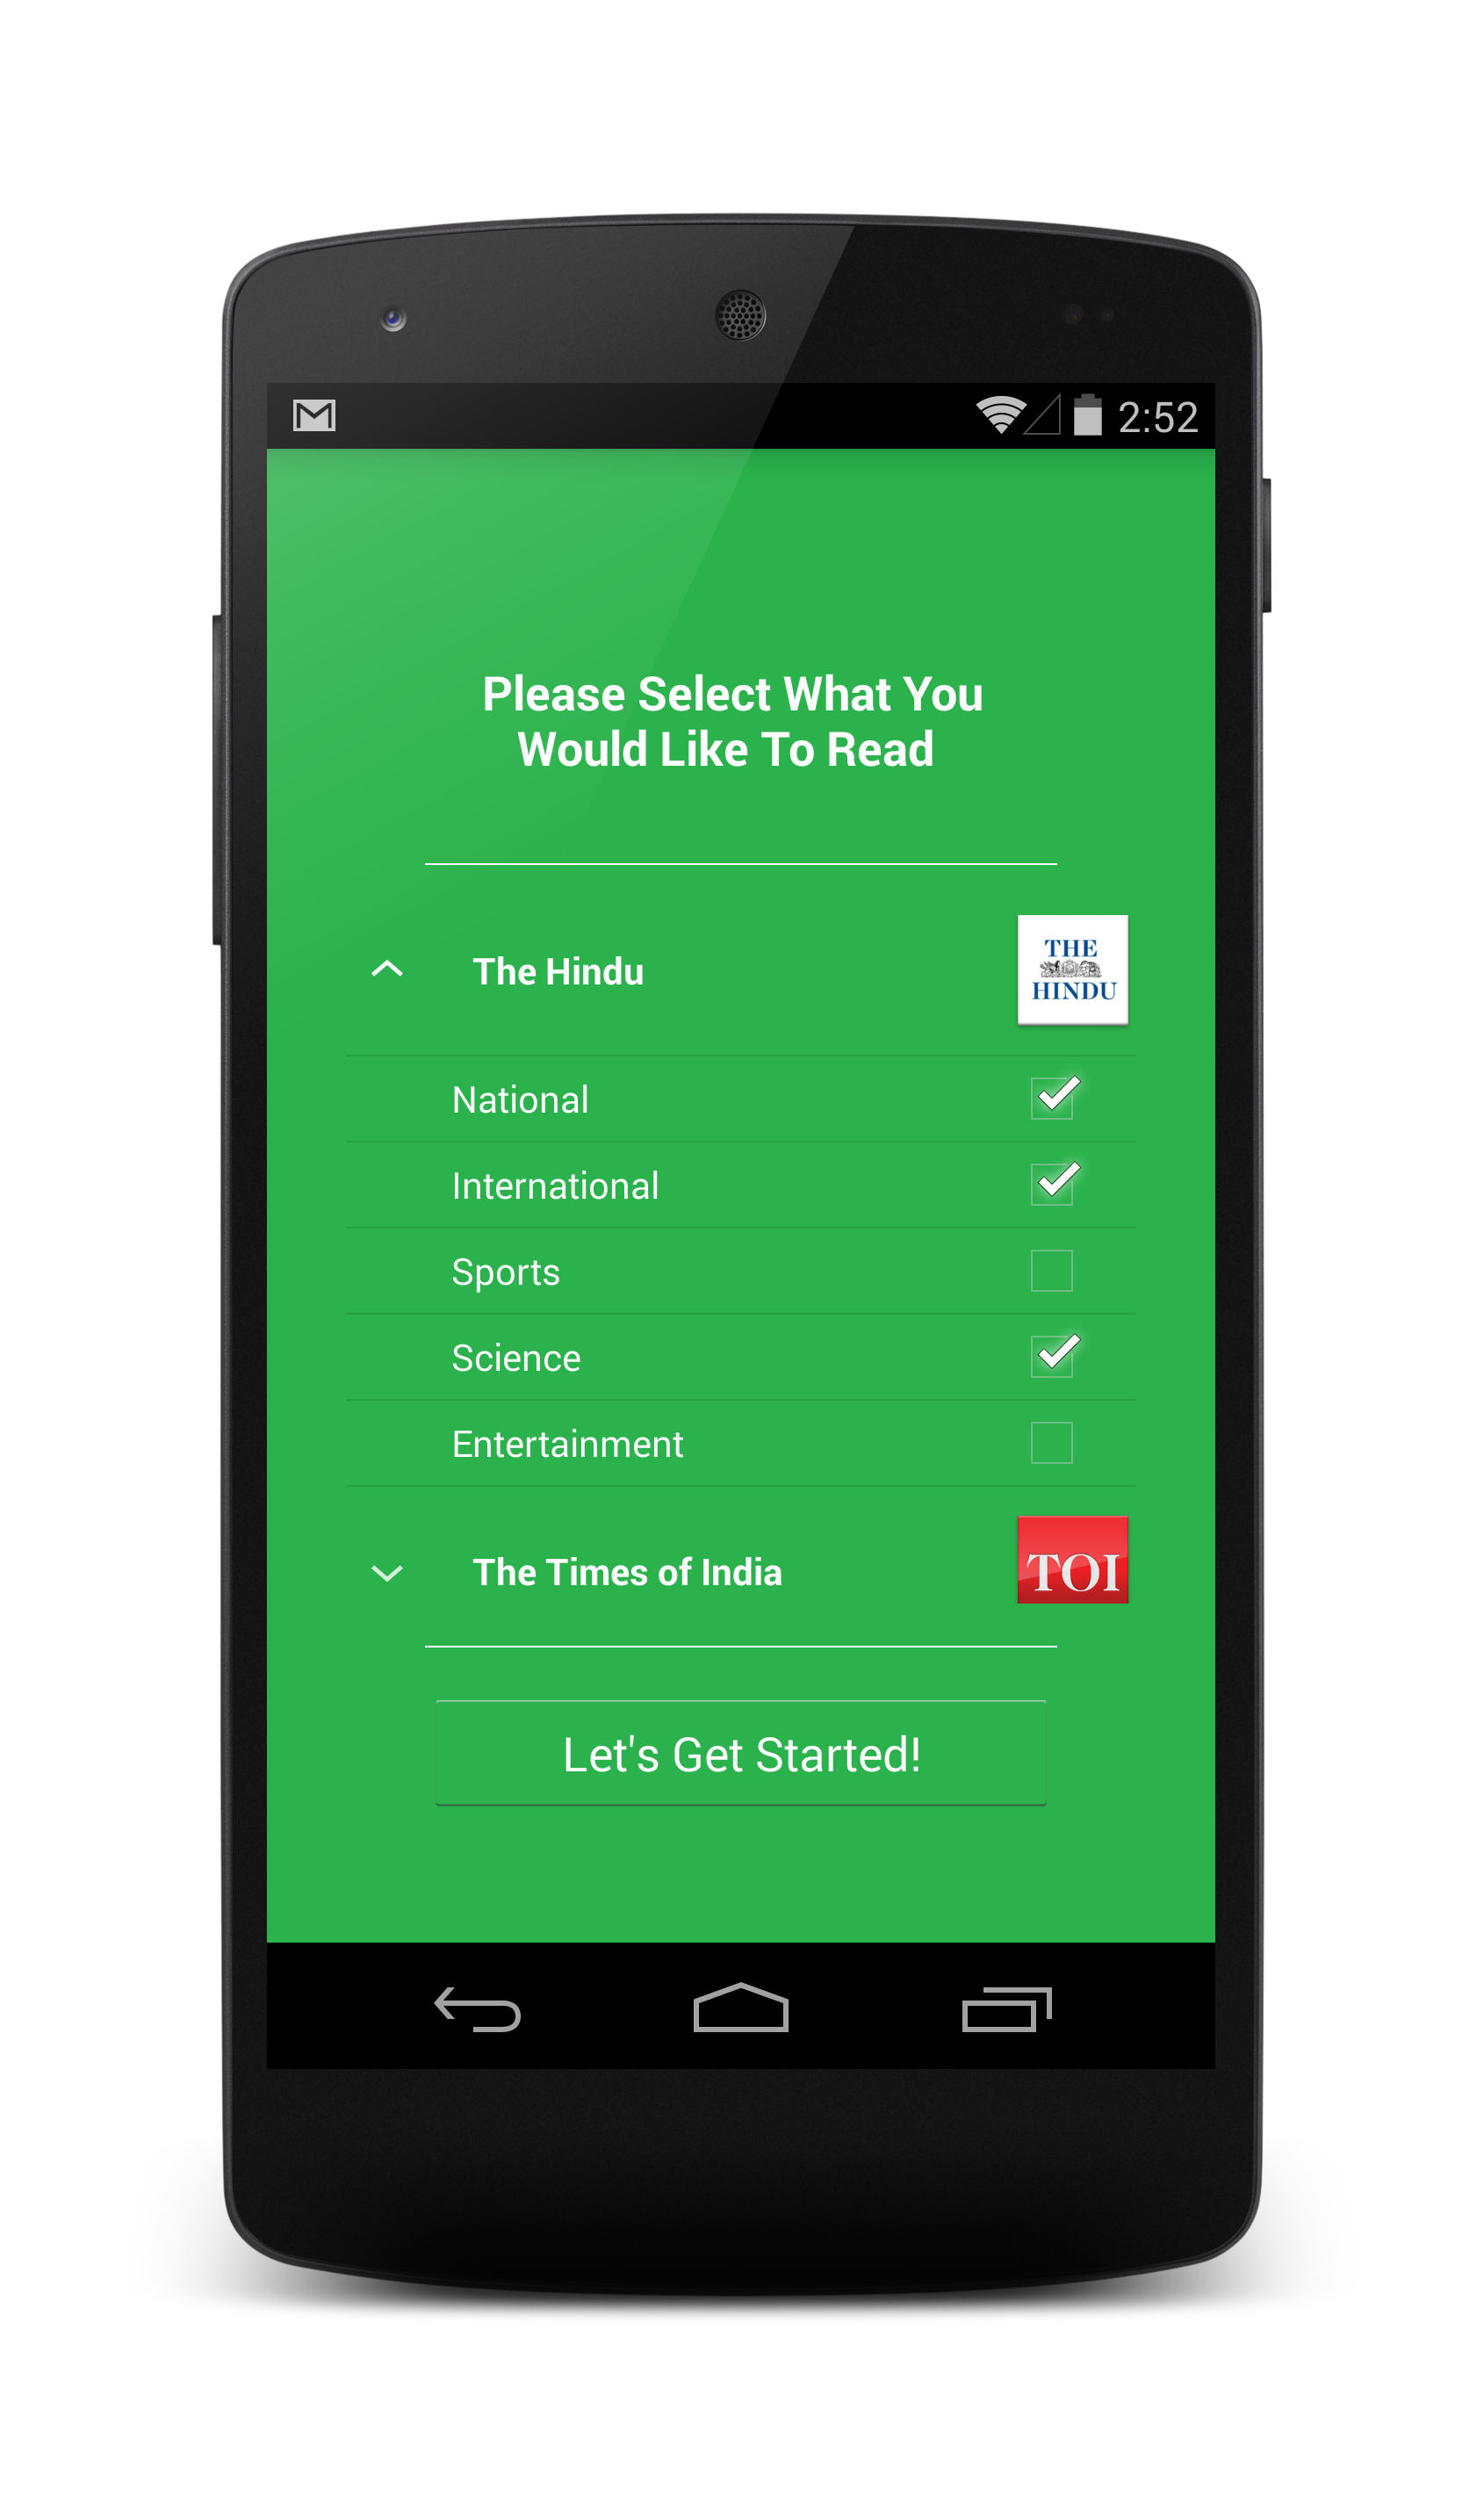 2:52
Please Select What You
Would Like To Read
The Hindu
THE
HINDU
National
International
Sports
Science
Entertainment
The Times of India
TOI
Let's Get Started!